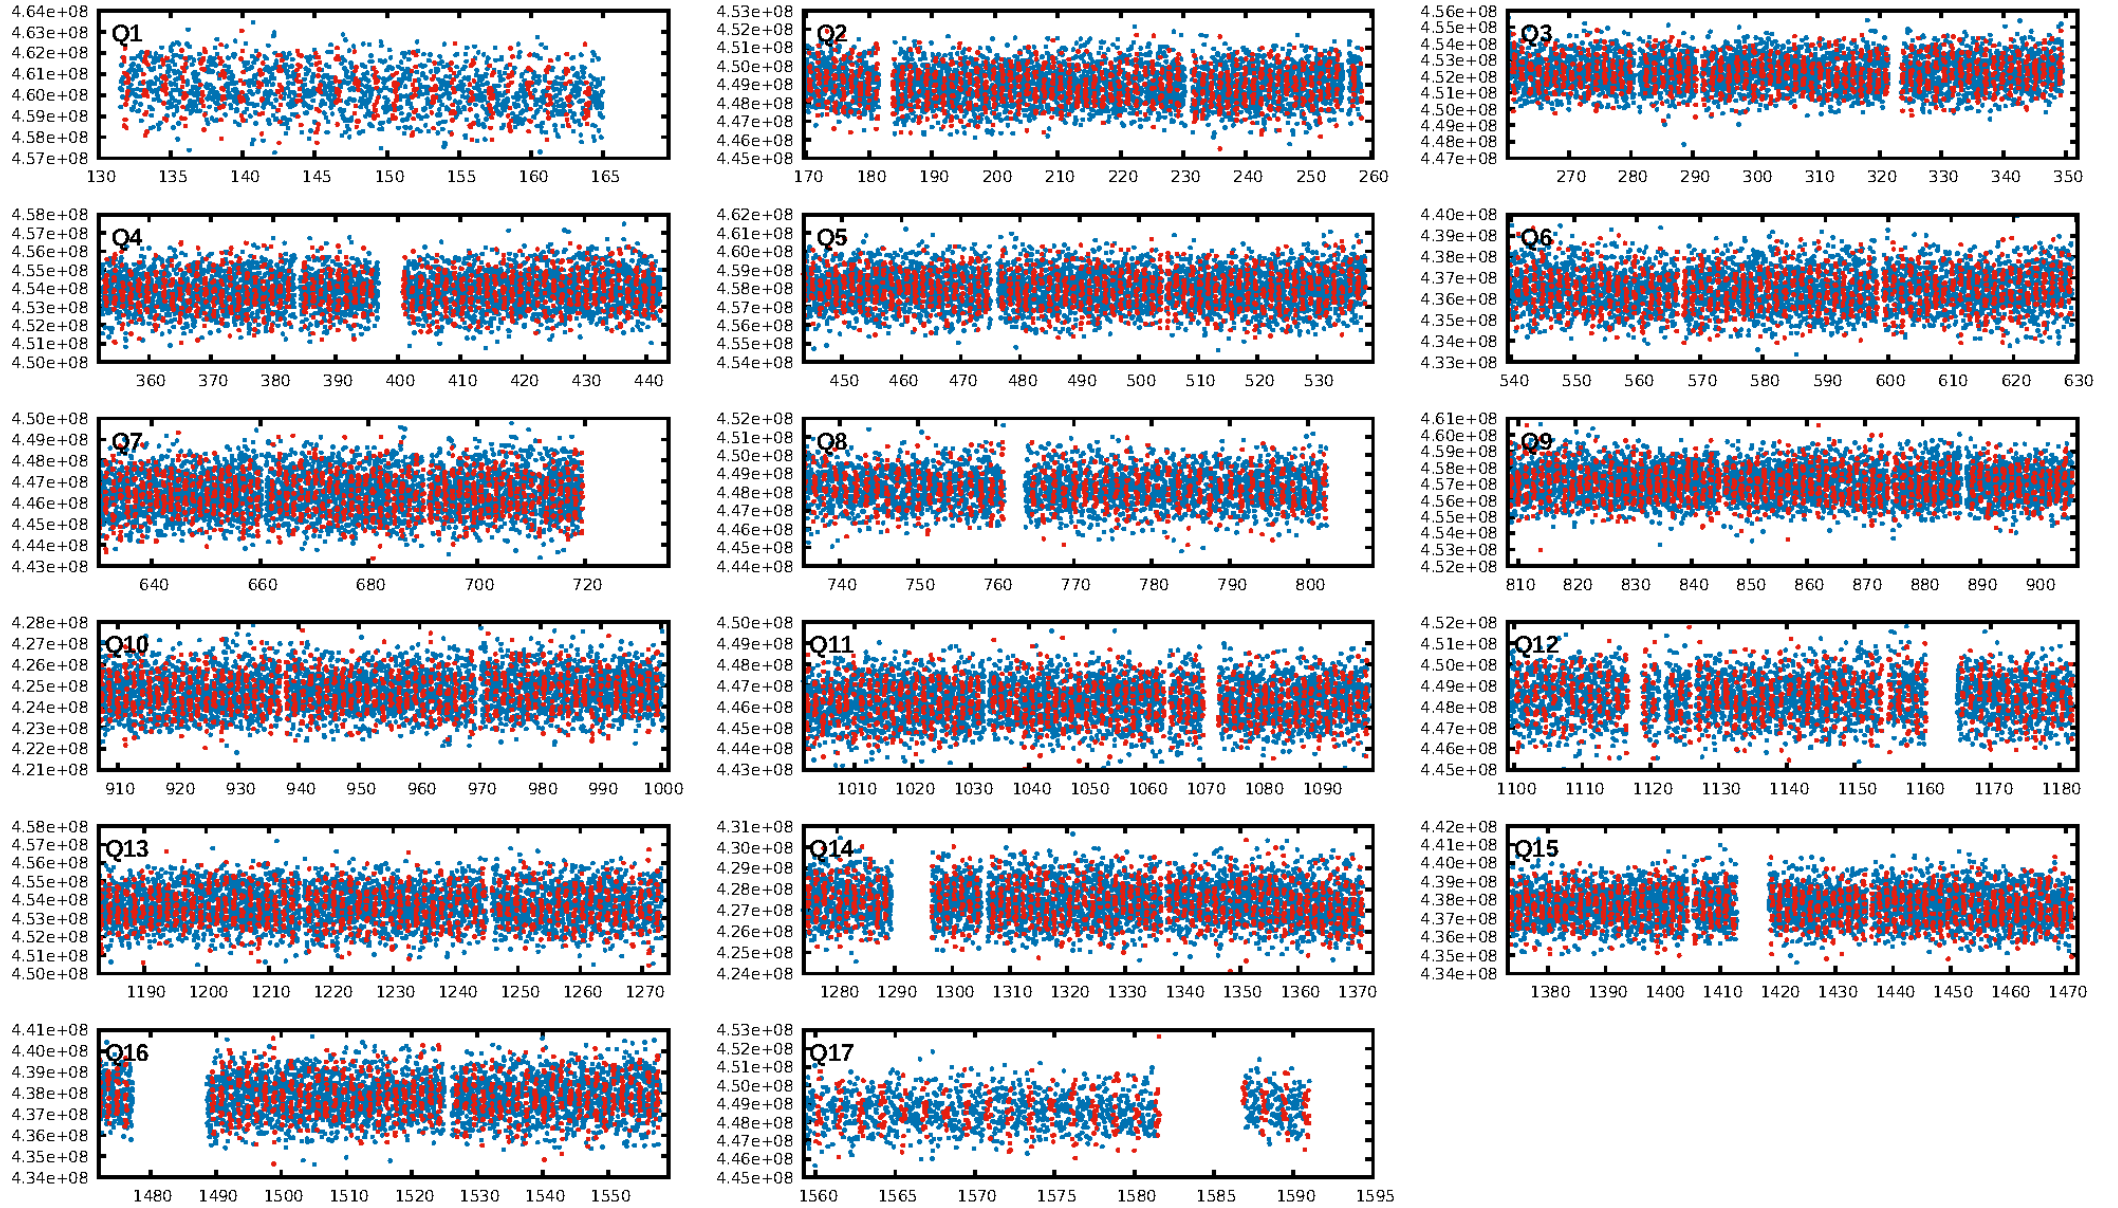 4.64e+08
4.63e+08
4.62e+08
4.61e+08
4.60e+08
4.59e+08
4.58e+08
4.57e+08
Q1
130 135 140 145 150 155 160 165
4.53e+08
4.52e+08
4.51e+08
4.50e+08
4.49e+08
4.48e+08
4.47e+08
4.46e+08
4.45e+08
Q2
170 180 190 200 210 220 230 240 250 260
4.56e+08
4.55e+08
4.54e+08
4.53e+08
4.52e+08
4.51e+08
4.50e+08
4.49e+08
4.48e+08
4.47e+08
Q3
270 280 290 300 310 320 330 340 350
4.58e+08
4.57e+08
4.56e+08
4.55e+08
4.54e+08
4.53e+08
4.52e+08
4.51e+08
4.50e+08
Q4
360 370 380 390 400 410 420 430 440
4.62e+08
4.61e+08
4.60e+08
4.59e+08
4.58e+08
4.57e+08
4.56e+08
4.55e+08
4.54e+08
Q5
450 460 470 480 490 500 510 520 530
4.40e+08
4.39e+08
4.38e+08
4.37e+08
4.36e+08
4.35e+08
4.34e+08
4.33e+08
Q6
540 550 560 570 580 590 600 610 620 630
4.50e+08
4.49e+08
4.48e+08
4.47e+08
4.46e+08
4.45e+08
4.44e+08
4.43e+08
Q7
640 660 680 700 720
4.52e+08
4.51e+08
4.50e+08
4.49e+08
4.48e+08
4.47e+08
4.46e+08
4.45e+08
4.44e+08
Q8
740 750 760 770 780 790 800
4.61e+08
4.60e+08
4.59e+08
4.58e+08
4.57e+08
4.56e+08
4.55e+08
4.54e+08
4.53e+08
4.52e+08
Q9
810 820 830 840 850 860 870 880 890 900
4.28e+08
4.27e+08
4.26e+08
4.25e+08
4.24e+08
4.23e+08
4.22e+08
4.21e+08
Q10
910 920 930 940 950 960 970 980 990 1000
4.50e+08
4.49e+08
4.48e+08
4.47e+08
4.46e+08
4.45e+08
4.44e+08
4.43e+08
Q11
1010 1020 1030 1040 1050 1060 1070 1080 1090
4.52e+08
4.51e+08
4.50e+08
4.49e+08
4.48e+08
4.47e+08
4.46e+08
4.45e+08
Q12
1100 1110 1120 1130 1140 1150 1160 1170 1180
4.58e+08
4.57e+08
4.56e+08
4.55e+08
4.54e+08
4.53e+08
4.52e+08
4.51e+08
4.50e+08
Q13
1190 1200 1210 1220 1230 1240 1250 1260 1270
4.31e+08
4.30e+08
4.29e+08
4.28e+08
4.27e+08
4.26e+08
4.25e+08
4.24e+08
Q14
1280 1290 1300 1310 1320 1330 1340 1350 1360 1370
4.42e+08
4.41e+08
4.40e+08
4.39e+08
4.38e+08
4.37e+08
4.36e+08
4.35e+08
4.34e+08
Q15
1380 1390 1400 1410 1420 1430 1440 1450 1460 1470
4.41e+08
4.40e+08
4.39e+08
4.38e+08
4.37e+08
4.36e+08
4.35e+08
4.34e+08
Q16
1480 1490 1500 1510 1520 1530 1540 1550
4.53e+08
4.52e+08
4.51e+08
4.50e+08
4.49e+08
4.48e+08
4.47e+08
4.46e+08
4.45e+08
Q17
1560 1565 1570 1575 1580 1585 1590 1595